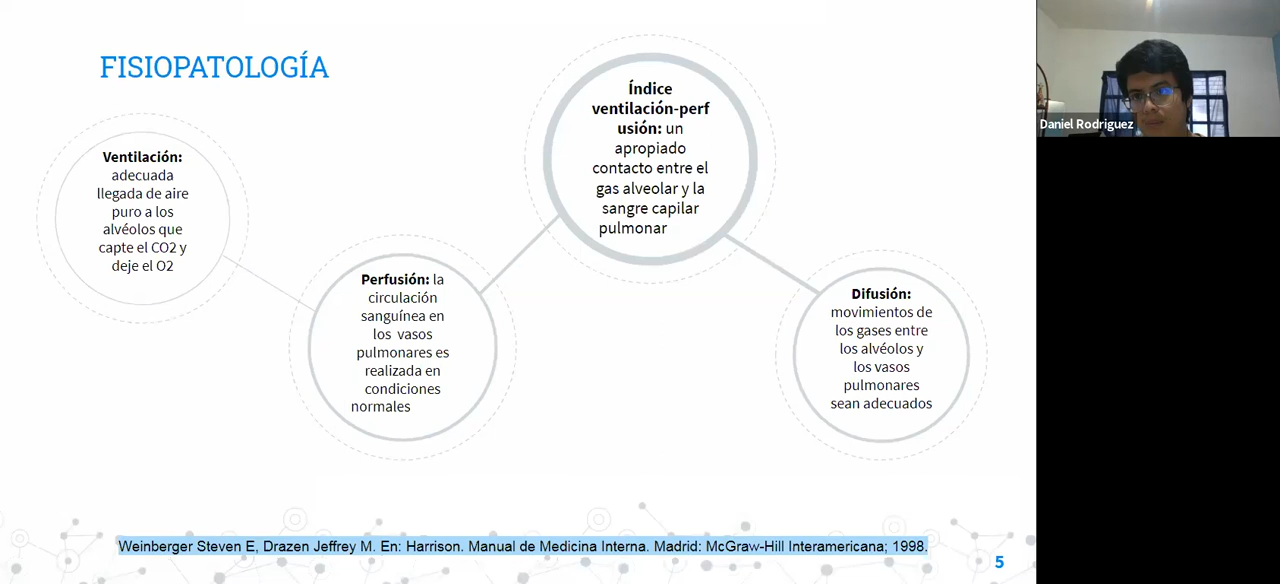 FISIOPATOLOGÍA
Ventilación:
adecuada
llegada de aire
puro a los
alvéolos que
capte el CO2 y
deje el O2
Perfusión: la
circulación
sanguínea en
los vasos
pulmonares es
realizada en
condiciones
normales
Índice
ventilación-perf
usión: un
apropiado
contacto entre el
gas alveolar y la
sangre capilar
pulmonar
Difusión:
movimientos de
los gases entre
los alvéolos y
los vasos
pulmonares
sean adecuados
Weinberger Steven E, Drazen Jeffrey M. En: Harrison. Manual de Medicina Interna. Madrid: McGraw-Hill Interamericana; 1998.
5
Daniel Rodriguez